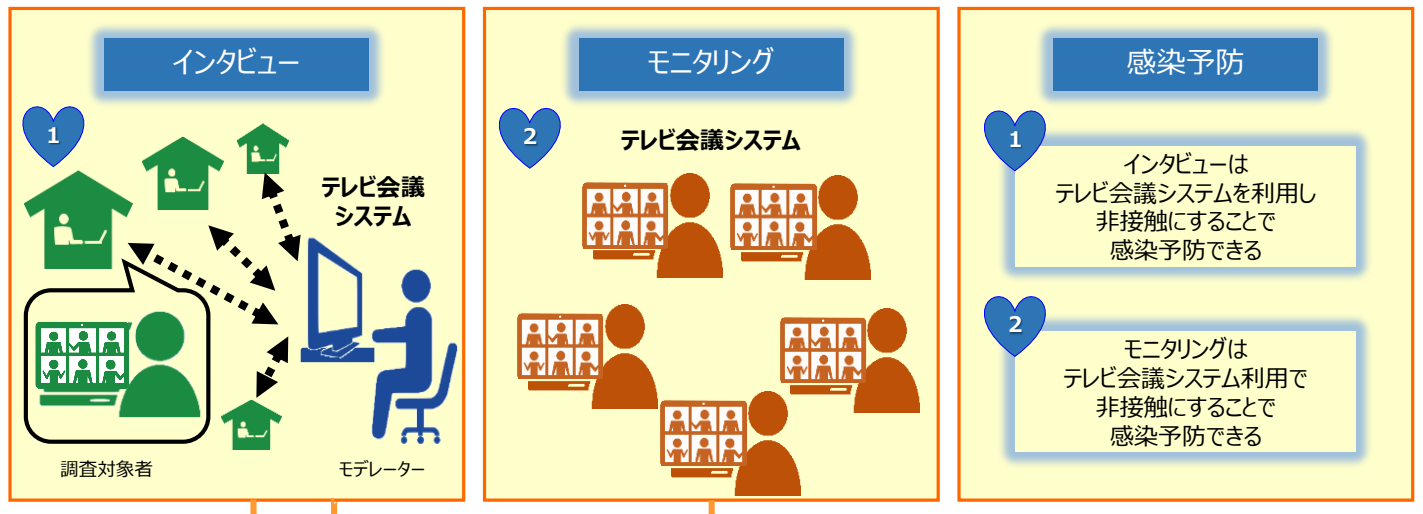 インタビュー
1
テレビ会議
システム
調査対象者
モデレーター
モニタリング
2
テレビ会議システム
感染予防
1
インタビューは
テレビ会議システムを利用し
非接触にすることで
感染予防できる
2
モニタリングは
テレビ会議システム利用で
非接触にすることで
感染予防できる